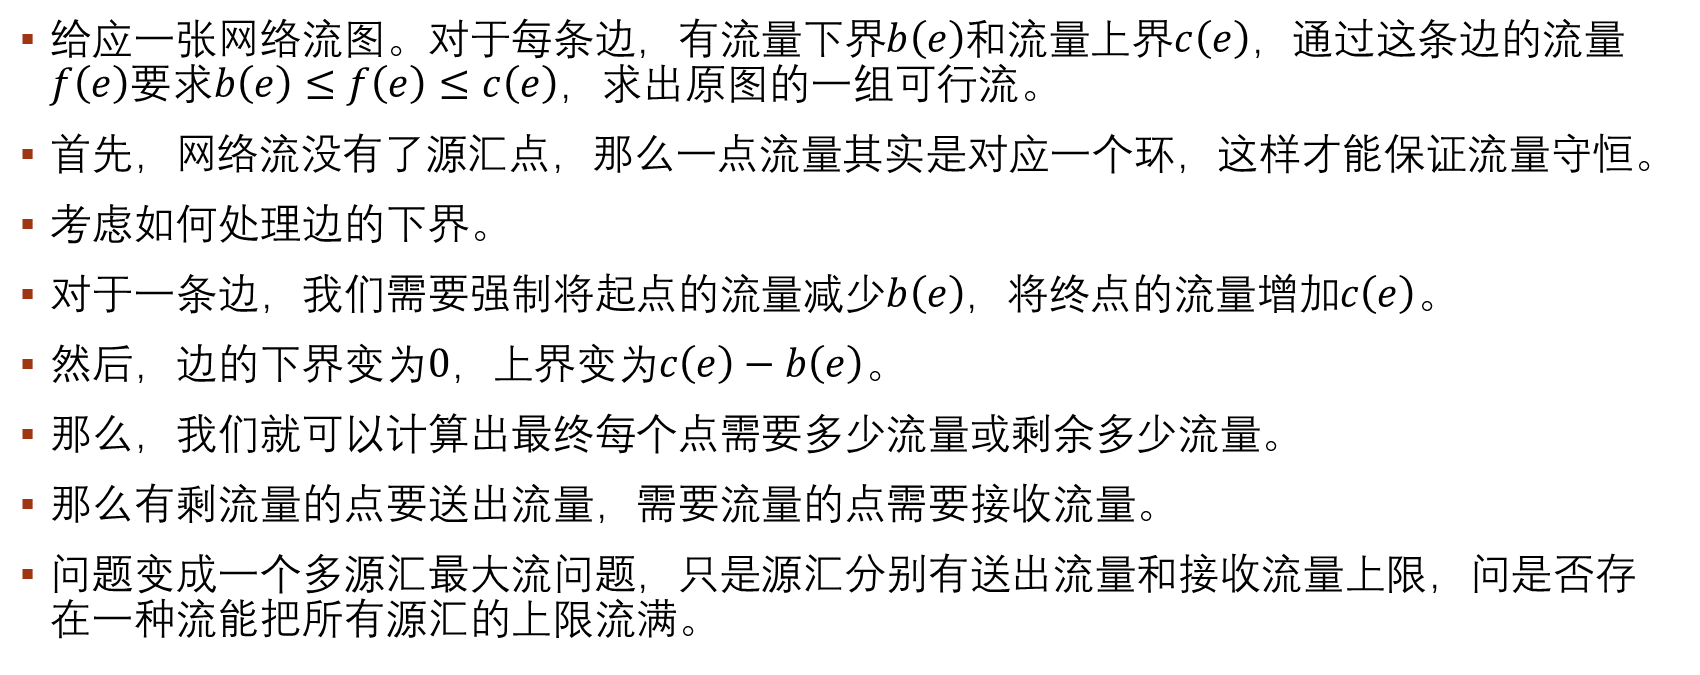 ▪ 给应一张网络流图。对于每条边，有流量下界b(e)和流量上界c(e)，通过这条边的流量
f(e)要求b(e) ≤ f(e) ≤ c(e)，求出原图的一组可行流。
▪ 首先，网络流没有了源汇点，那么一点流量其实是对应一个环，这样才能保证流量守恒。
▪ 考虑如何处理边的下界。
▪ 对于一条边，我们需要强制将起点的流量减少b(e)，将终点的流量增加c(e)。
▪ 然后，边的下界变为0，上界变为c(e) − b(e)。
▪ 那么，我们就可以计算出最终每个点需要多少流量或剩余多少流量。
▪ 那么有剩流量的点要送出流量，需要流量的点需要接收流量。
▪ 问题变成一个多源汇最大流问题，只是源汇分别有送出流量和接收流量上限，问是否存
在一种流能把所有源汇的上限流满。